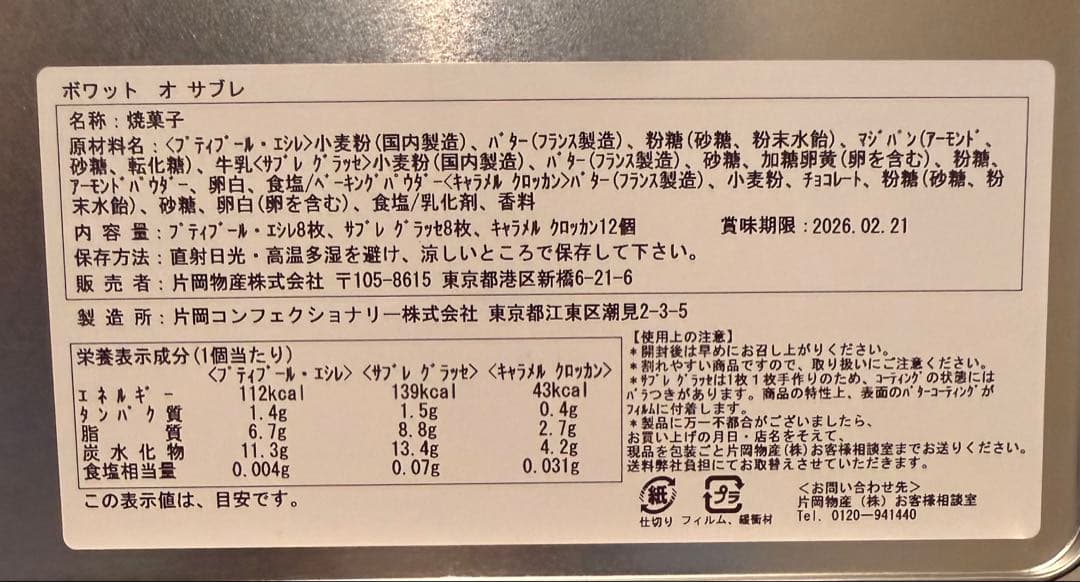 ボワット オ サブレ
名称：焼菓子
原材料名：<ﾌﾟﾃｨﾌﾞｰﾙ・ｴｼﾚ>小麦粉(国内製造)、ﾊﾞﾀｰ(ﾌﾗﾝｽ製造)、粉糖(砂糖、粉末水飴)、ﾏｼﾞﾊﾟﾝ(ｱｰﾓﾝﾄﾞ、
砂糖、転化糖)、牛乳<ｻﾌﾞﾚ ｸﾞﾗｯｾ>小麦粉(国内製造)、ﾊﾞﾀｰ(ﾌﾗﾝｽ製造)、砂糖、加糖卵黄(卵を含む)、粉糖、
ｱｰﾓﾝﾄﾞﾊﾟｳﾀﾞｰ、卵白、食塩/ﾍﾞｰｷﾝｸﾞﾊﾟｳﾀﾞｰ<ｷｬﾗﾒﾙ ｸﾛｯｶﾝ>ﾊﾞﾀｰ(ﾌﾗﾝｽ製造)、小麦粉、ﾁｮｺﾚｰﾄ、粉糖(砂糖、粉
末水飴)、砂糖、卵白(卵を含む)、食塩/乳化剤、香料
内容量：ﾌﾟﾃｨﾌﾞｰﾙ・ｴｼﾚ8枚、ｻﾌﾞﾚ ｸﾞﾗｯｾ8枚、ｷｬﾗﾒﾙ ｸﾛｯｶﾝ12個 賞味期限：2026.02.21
保存方法：直射日光・高温多湿を避け、涼しいところで保存して下さい。
販売者：片岡物産株式会社 〒105-8615 東京都港区新橋6-21-6
製造所：片岡コンフェクショナリー株式会社 東京都江東区潮見2-3-5
栄養表示成分(1個当たり)
<ﾌﾟﾃｨﾌﾞｰﾙ・ｴｼﾚ> <ｻﾌﾞﾚ ｸﾞﾗｯｾ> <ｷｬﾗﾒﾙ ｸﾛｯｶﾝ>
エネルギー 112kcal 139kcal 43kcal
タンパク質 1.4g 1.5g 0.4g
脂質 6.7g 8.8g 2.7g
炭水化物 11.3g 13.4g 4.2g
食塩相当量 0.004g 0.07g 0.031g
この表示値は、目安です。
【使用上の注意】
＊開封後は早めにお召し上がりください。
＊割れやすい商品ですので、取り扱いにご注意ください。
＊ｻﾌﾞﾚ ｸﾞﾗｯｾは1枚1枚手作りのため、ｺｰﾃｨﾝｸﾞの状態には
ﾊﾞﾗつきがあります。商品の特性上、表面のﾊﾞﾀｰｺｰﾃｨﾝｸﾞが
ﾌｨﾙﾑに付着します。
＊製品に万一不都合がございましたら、
お買い上げの月日・店名をそえて、
現品を包装ごと片岡物産(株)お客様相談室までお送りください。
送料弊社負担にてお取替えさせていただきます。
紙
仕切り
プラ
フィルム、緩衝材
＜お問い合わせ先＞
片岡物産（株）お客様相談室
Tel. 0120-941440